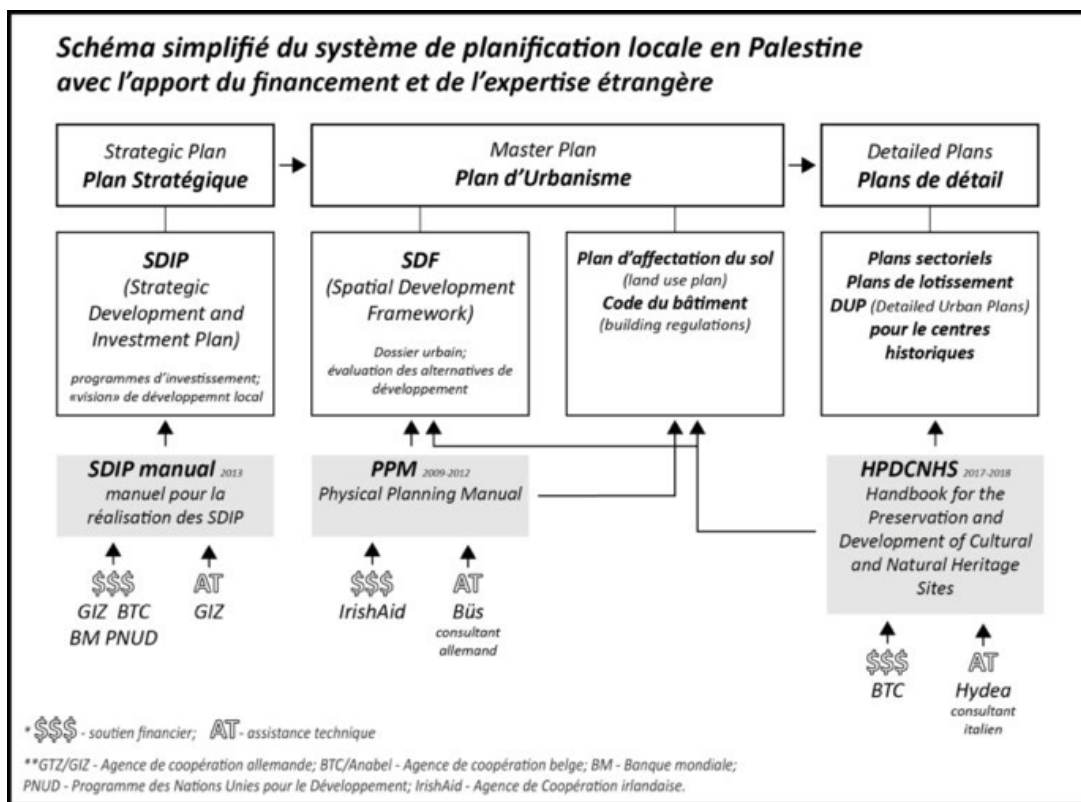 Schéma simplifié du système de planification locale en Palestine
avec l'apport du financement et de l'expertise étrangère
Strategic Plan
Plan Stratégique
Master Plan
Plan d'Urbanisme
Detailed Plans
Plans de détail
SDIP
(Strategic
Development and
Investment Plan)
programmes d'investissement;
«vision» de développemnt local
SDF
(Spatial Development
Framework)
Dossier urbain;
évaluation des alternatives de
développement
Plan d'affectation du sol
(land use plan)
Code du bâtiment
(building regulations)
Plans sectoriels
Plans de lotissement
DUP (Detailed Urban Plans)
pour le centres
historiques
SDIP manual 2013
manuel pour la
réalisation des SDIP
PPM 2009-2012
Physical Planning Manual
HPDCNHS 2017-2018
Handbook for the
Preservation and
Development of Cultural
and Natural Heritage
Sites
$$$
GIZ BTC
BM PNUD
AT
GIZ
$$$
IrishAid
AT
Büs
consultant
allemand
$$$
BTC
AT
Hydea
consultant
italien
* $$$ - soutien financier; AT - assistance technique
**GTZ/GIZ - Agence de coopération allemande; BTC/Anabel - Agence de coopération belge; BM - Banque mondiale;
PNUD - Programme des Nations Unies pour le Développement; IrishAid - Agence de Coopération irlandaise.